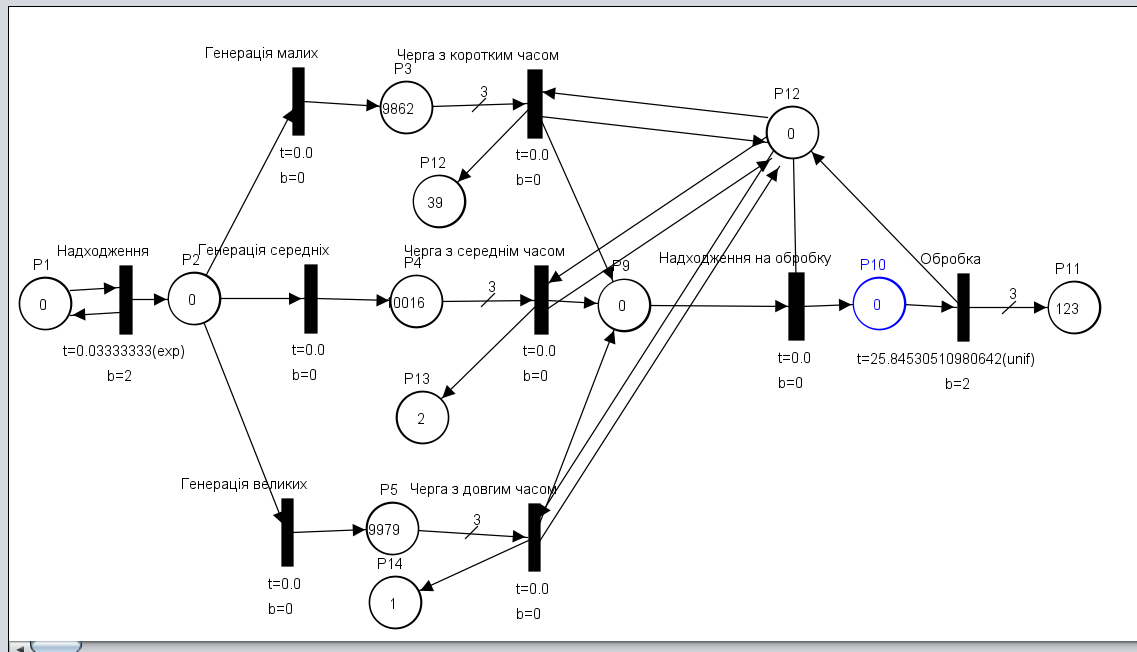 Генерація малих
Черга з коротким часом
P3
9862
3
t=0.0
b=0
t=0.0
b=0
P12
0
P12
39
Надходження
P1
0
t=0.03333333(exp)
b=2
P2
0
Генерація середніх
t=0.0
b=0
Черга з середнім часом
P4
0016
3
t=0.0
b=0
P9
0
Надходження на обробку
t=0.0
b=0
P10
0
Обробка
t=25.84530510980642(unif)
b=2
3
P11
123
P13
2
Генерація великих
t=0.0
b=0
P5
9979
Черга з довгим часом
3
t=0.0
b=0
P14
1